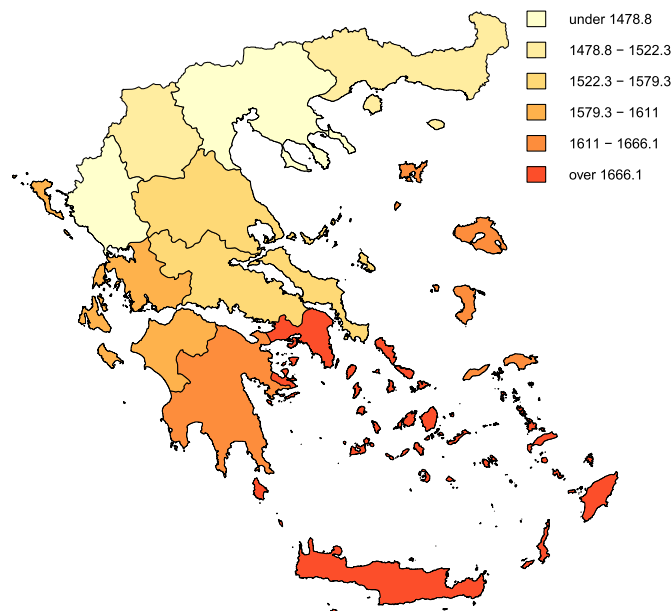 under 1478.8
1478.8 − 1522.3
1522.3 − 1579.3
1579.3 − 1611
1611 − 1666.1
over 1666.1